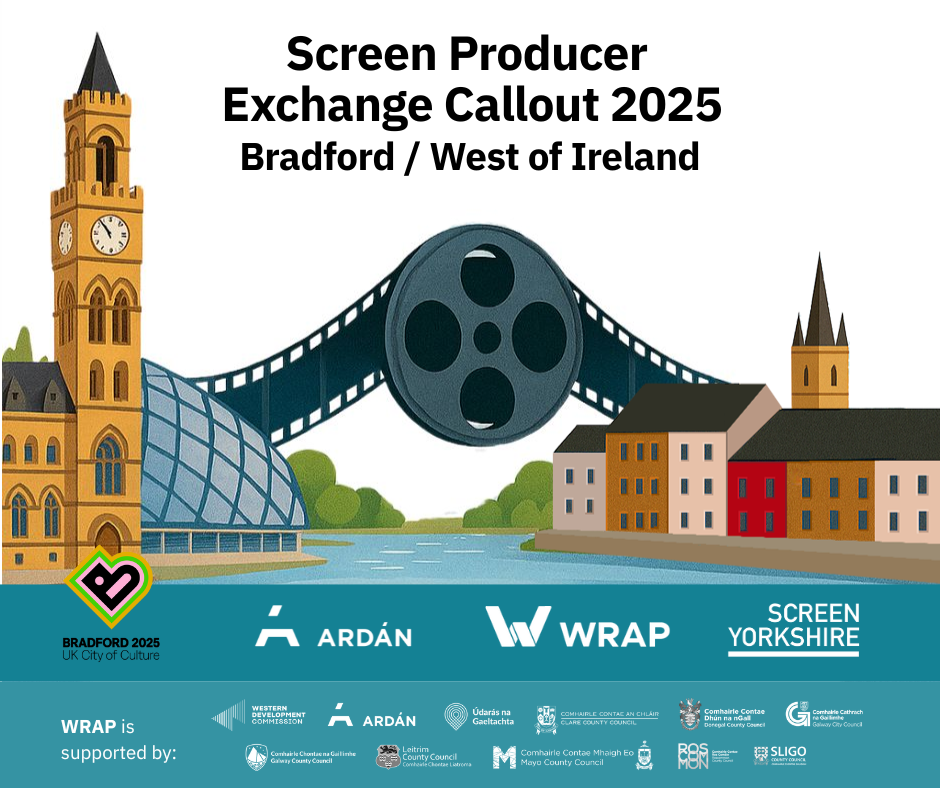 Screen Producer
Exchange Callout 2025
Bradford / West of Ireland
BRADFORD 2025
UK City of Culture
ARDÁN
WRAP
SCREEN
YORKSHIRE
WRAP is
supported by:
WESTERN
DEVELOPMENT
COMMISSION
ARDÁN
Údarás na
Gaeltachta
COMHAIRLE CONTAE AN CHLÁIR
CLARE COUNTY COUNCIL
Comhairle Contae
Dhún na nGall
Donegal County Council
Comhairle Cathrach
na Gaillimhe
Galway City Council
Comhairle Chontae na Gaillimhe
Galway County Council
Leitrim
County Council
Comhairle Chontae Liatroma
Comhairle Contae Mhaigh Eo
Mayo County Council
ROS
COM
MON
SLIGO
COUNTY COUNCIL